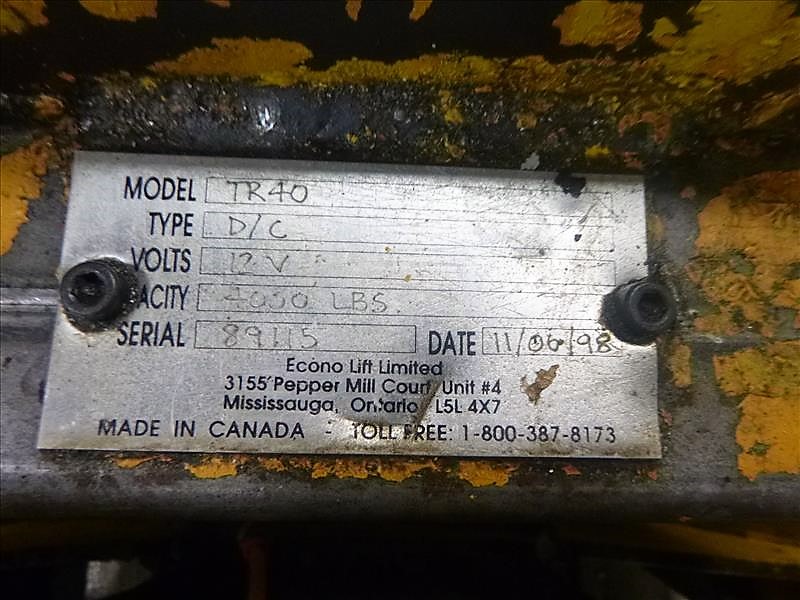 MODEL TR40
TYPE D/C
VOLTS 12 V
ACITY 4000 LBS.
SERIAL 89115 DATE 11/06/98
Econo Lift Limited
3155 Pepper Mill Court, Unit #4
Mississauga, Ontario L5L 4X7
MADE IN CANADA - TOLL FREE: 1-800-387-8173